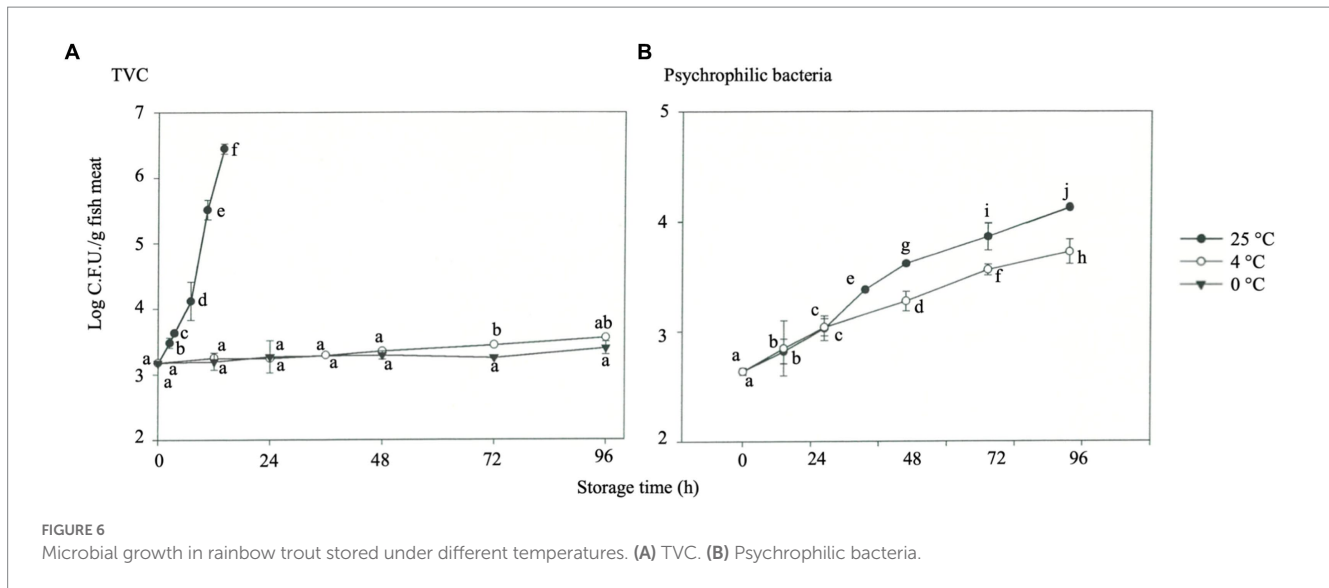 A
TVC
Log C.F.U./g fish meat
7
6
5
4
3
2
a
a
b
c
d
e
f
a
a
a
a
a
a
a
a
b
a
ab
a
0
24
48
72
96
B
Psychrophilic bacteria
5
4
3
2
a
a
b
b
c
c
e
d
g
f
i
h
j
0
24
48
72
96
Storage time (h)
25 °C
4 °C
0 °C
FIGURE 6
Microbial growth in rainbow trout stored under different temperatures. (A) TVC. (B) Psychrophilic bacteria.